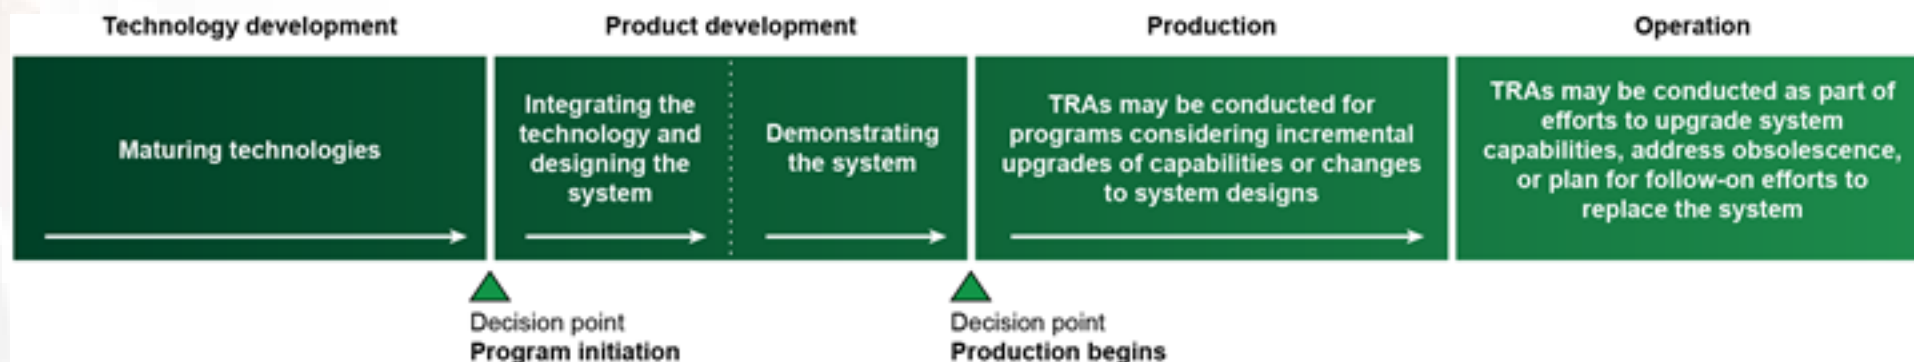 Technology development
Product development
Production
Operation
Maturing technologies
Integrating the
technology and
designing the
system
Demonstrating
the system
TRAs may be conducted for
programs considering incremental
upgrades of capabilities or changes
to system designs
TRAs may be conducted as part of
efforts to upgrade system
capabilities, address obsolescence,
or plan for follow-on efforts to
replace the system
Decision point
Program initiation
Decision point
Production begins